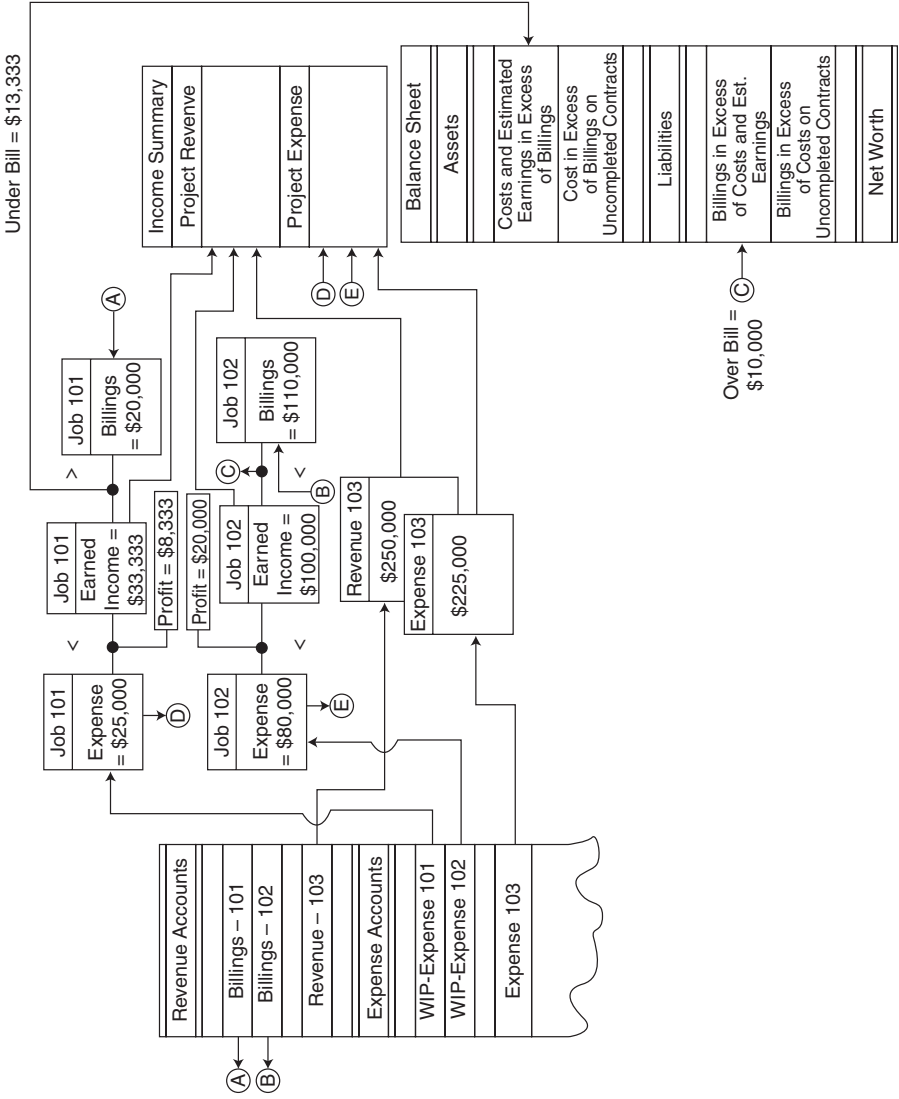 Under Bill = $13,333
Job 101
Expense
= $25,000
D
<
Job 101
Earned
Income =
$33,333
Profit = $8,333
>
Job 101
Billings
= $20,000
A
Job 102
Expense
= $80,000
E
<
Profit = $20,000
Job 102
Earned
Income =
$100,000
C
<
B
Job 102
Billings
= $110,000
Revenue 103
$250,000
Expense 103
$225,000
Income Summary
Project Revenue
Project Expense
D
E
A
B
Revenue Accounts
Billings – 101
Billings – 102
Revenue – 103
Expense Accounts
WIP-Expense 101
WIP-Expense 102
Expense 103
Over Bill =
$10,000
C
Balance Sheet
Assets
Costs and Estimated
Earnings in Excess
of Billings
Cost in Excess
of Billings on
Uncompleted Contracts
Liabilities
Billings in Excess
of Costs and Est.
Earnings
Billings in Excess
of Costs on
Uncompleted Contracts
Net Worth